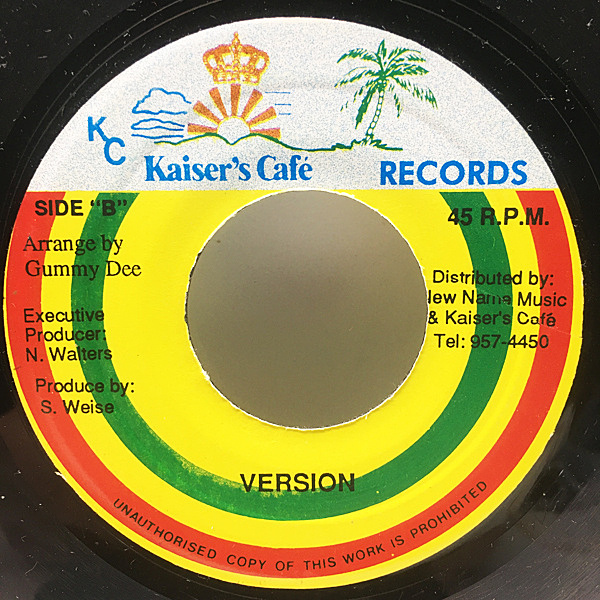 KC
Kaiser's Café RECORDS
SIDE "B"
45 R.P.M.
Arrange by
Gummy Dee
Executive
Producer:
N. Walters
Produce by:
S. Weise
Distributed by:
New Name Music
& Kaiser's Café
Tel: 957-4450
VERSION
UNAUTHORISED COPY OF THIS WORK IS PROHIBITED